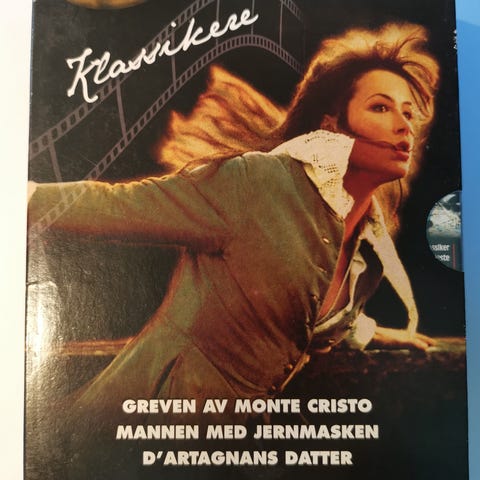 Klassikere
GREVEN AV MONTE CRISTO
MANNEN MED JERNMASKEN
D'ARTAGNANS DATTER